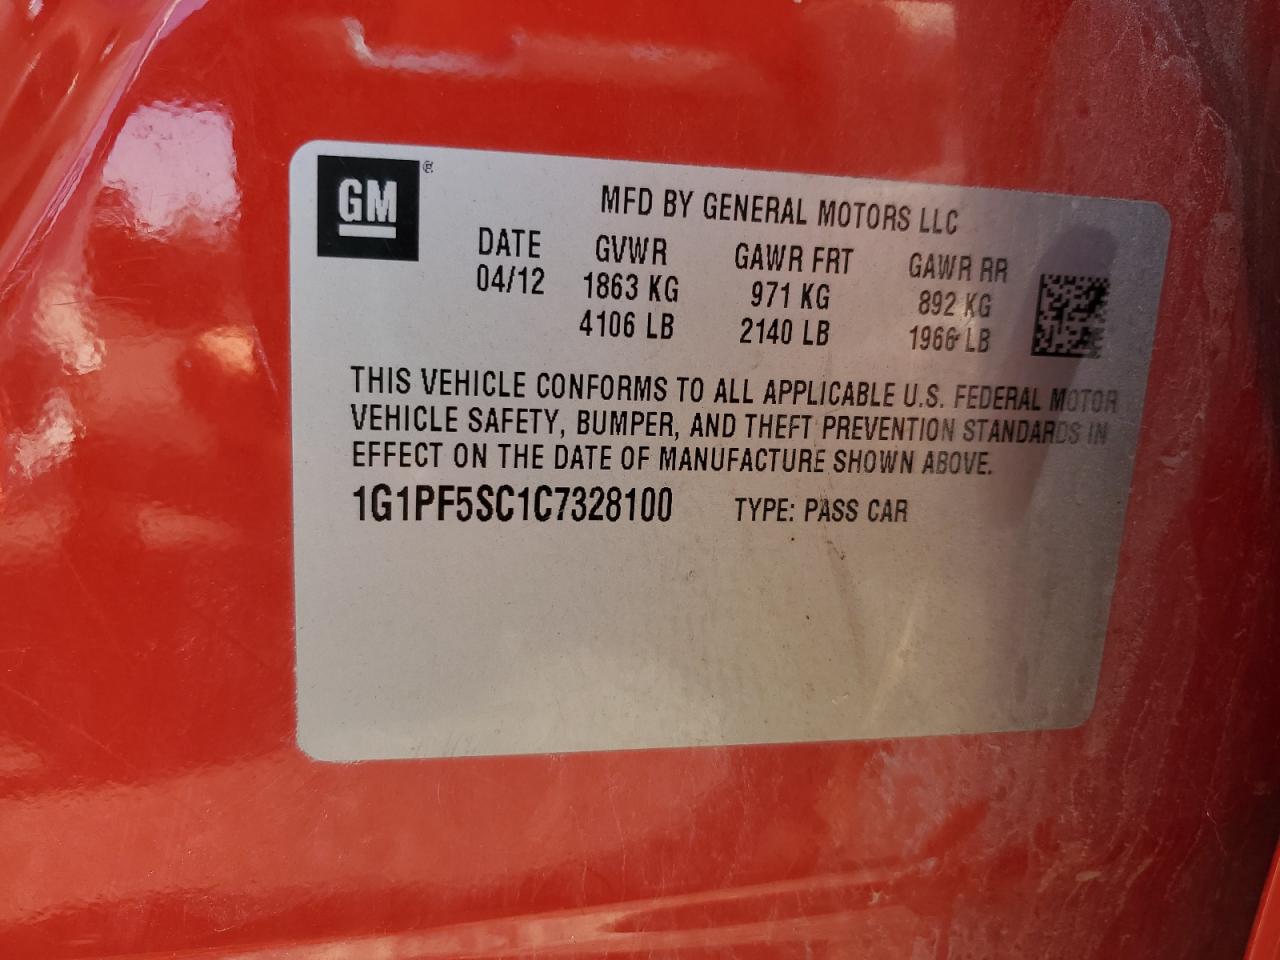 GM
MFD BY GENERAL MOTORS LLC
DATE GVWR GAWR FRT GAWR RR
04/12 1863 KG 971 KG 892 KG
4106 LB 2140 LB 1966 LB
THIS VEHICLE CONFORMS TO ALL APPLICABLE U.S. FEDERAL MOTOR
VEHICLE SAFETY, BUMPER, AND THEFT PREVENTION STANDARDS IN
EFFECT ON THE DATE OF MANUFACTURE SHOWN ABOVE.
1G1PF5SC1C7328100 TYPE: PASS CAR